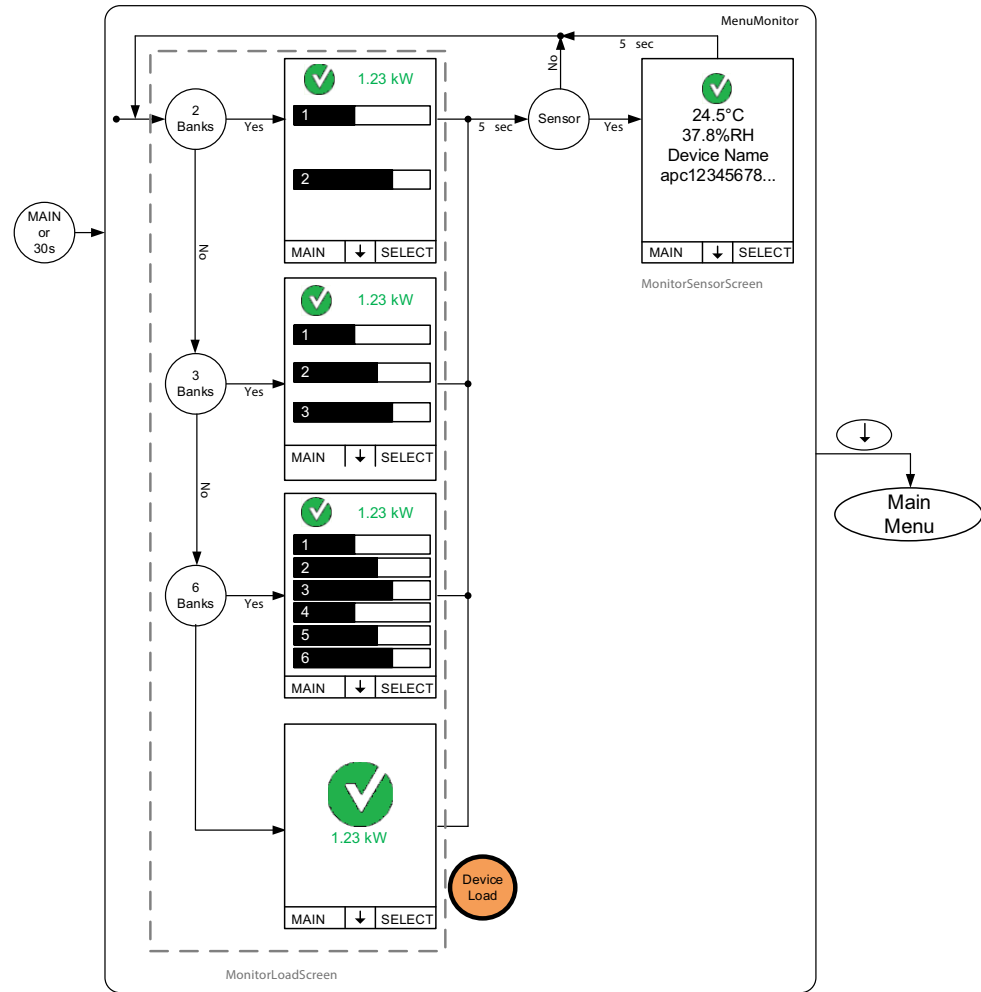 MenuMonitor
5 sec
No
1.23 kW
2
Banks
Yes
1
2
MAIN ↓ SELECT
5 sec
Sensor
Yes
24.5°C
37.8%RH
Device Name
apc12345678...
MAIN ↓ SELECT
MonitorSensorScreen
MAIN
or
30s
No
1.23 kW
3
Banks
Yes
1
2
3
MAIN ↓ SELECT
↓
Main
Menu
No
1.23 kW
6
Banks
Yes
1
2
3
4
5
6
MAIN ↓ SELECT
1.23 kW
MAIN ↓ SELECT
Device
Load
MonitorLoadScreen